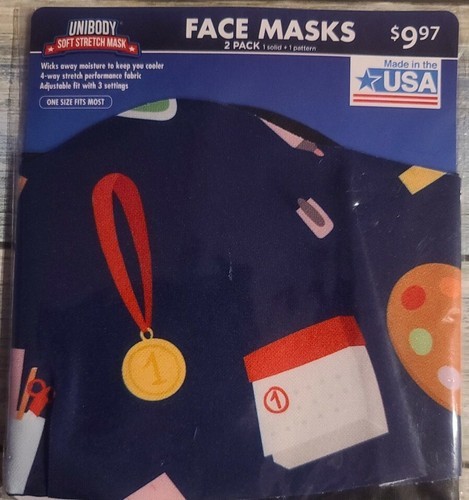 UNIBODY
SOFT STRETCH MASK
Wicks away moisture to keep you cooler
4-way stretch performance fabric
Adjustable fit with 3 settings
ONE SIZE FITS MOST
FACE MASKS
2 PACK 1 solid + 1 pattern
$9.97
Made in the
USA
1
1